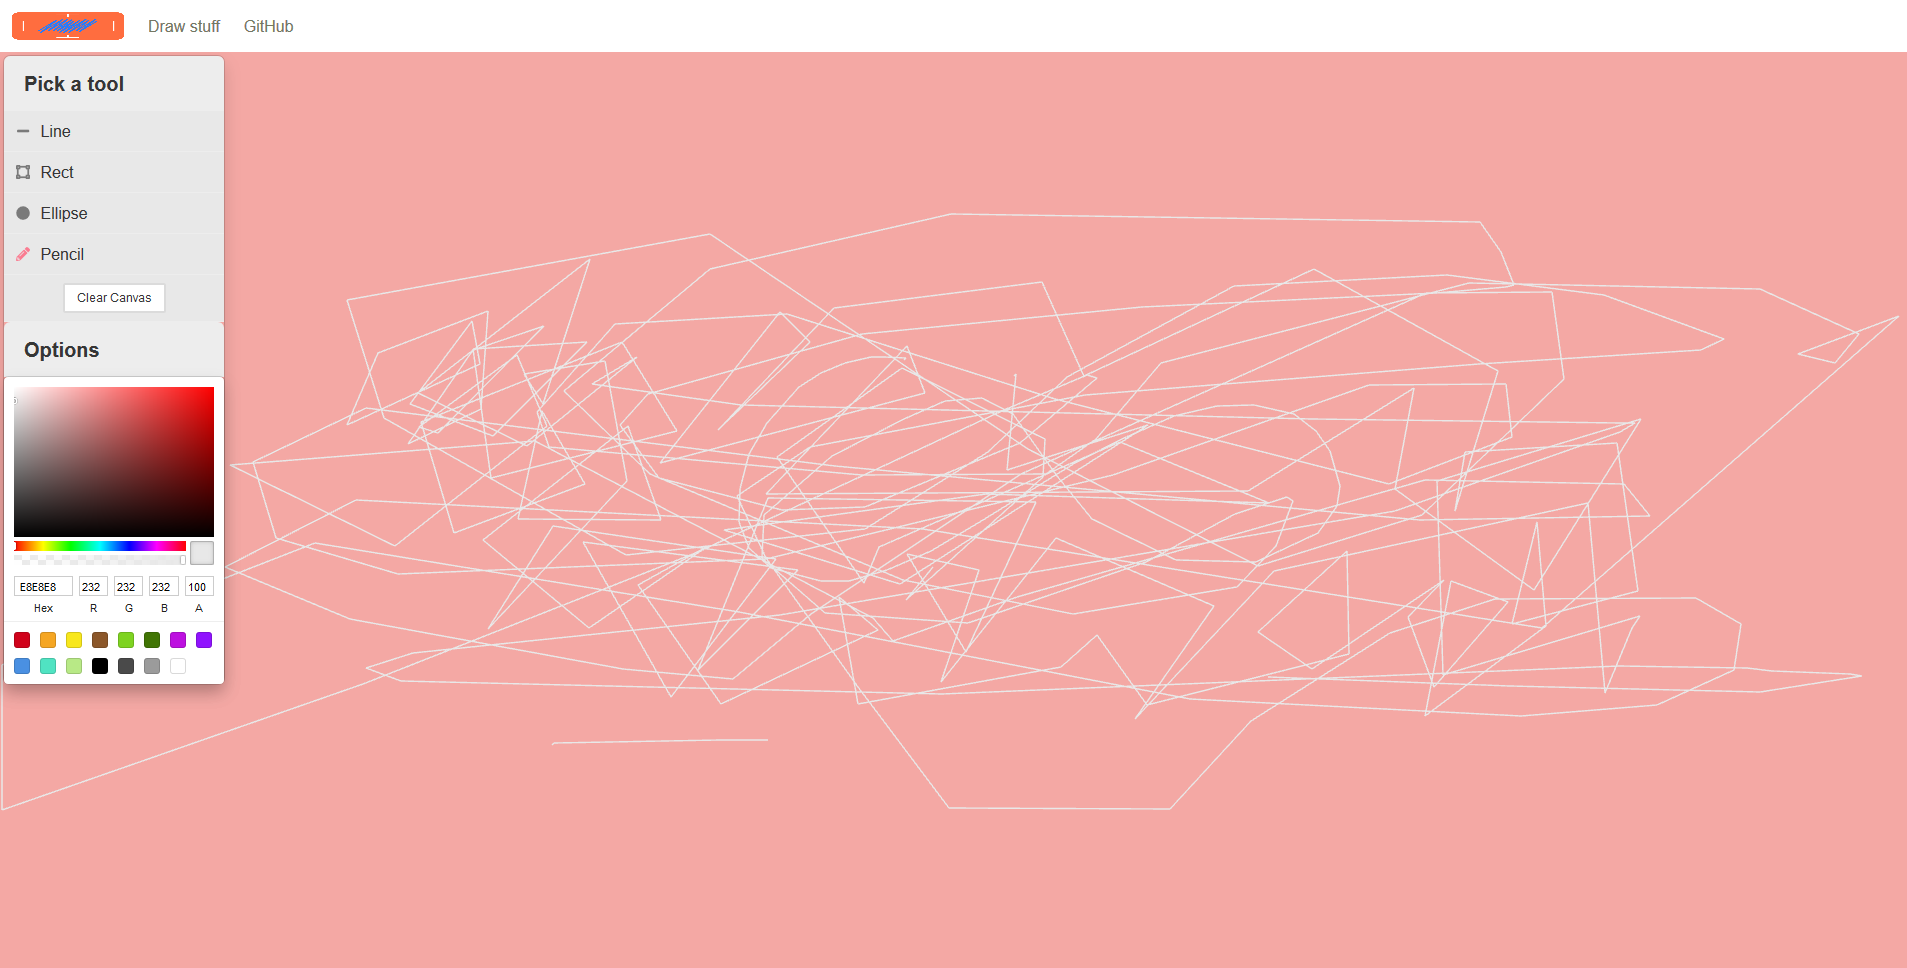 Draw stuff GitHub
Pick a tool
Line
Rect
Ellipse
Pencil
Clear Canvas
Options
E8E8E8 232 232 232 100
Hex R G B A